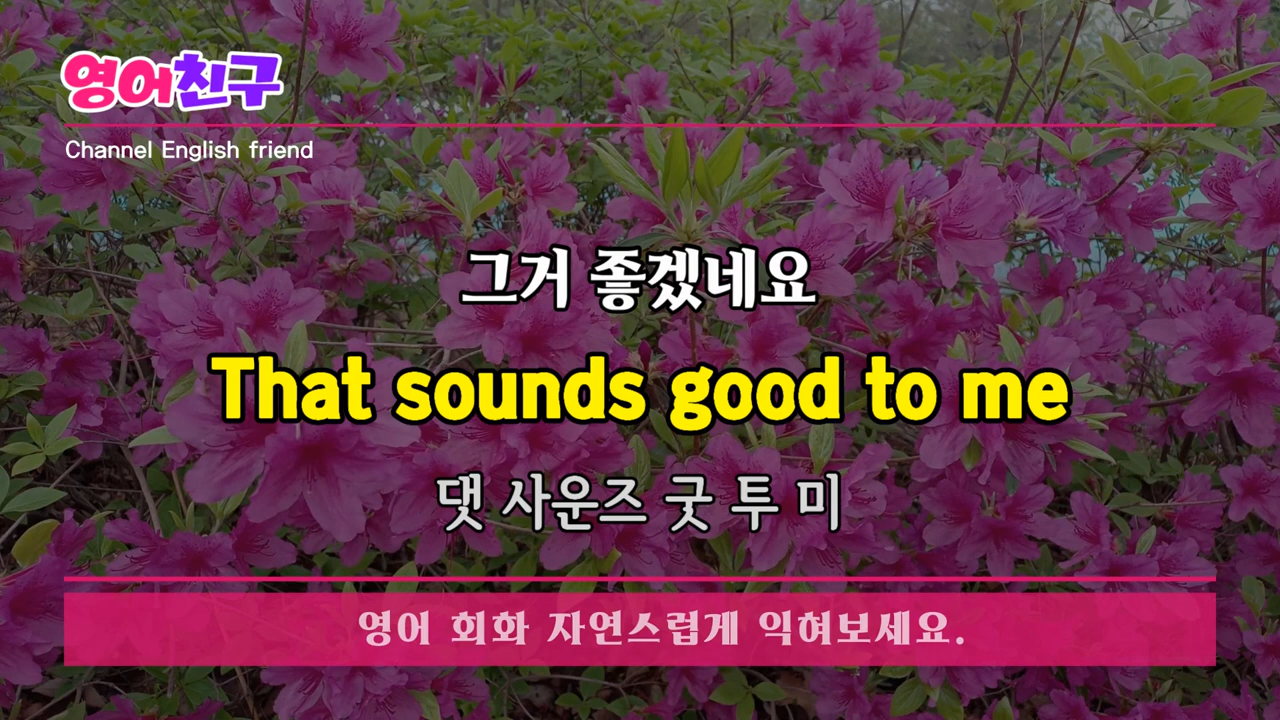 영어친구
Channel English friend
그거 좋겠네요
That sounds good to me
댓 사운즈 굿 투 미
영어 회화 자연스럽게 익혀보세요.